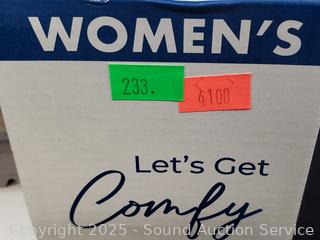 WOMEN'S
233.
4100
Let's Get
Comfy
Copyright 2025 - Sound Auction Service